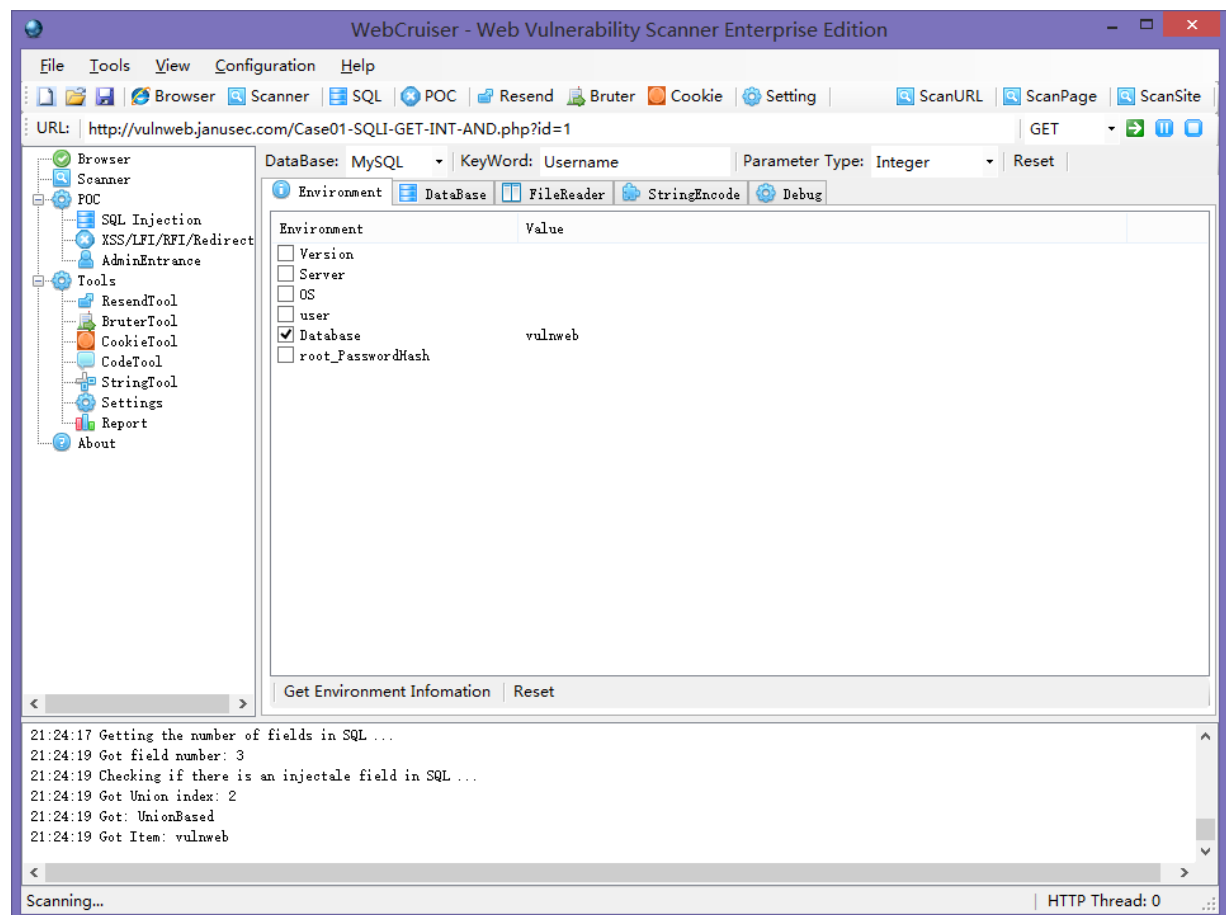 WebCruiser - Web Vulnerability Scanner Enterprise Edition
File Tools View Configuration Help
Browser Scanner SQL POC Resend Bruter Cookie Setting ScanURL ScanPage ScanSite
URL: http://vulnweb.janusec.com/Case01-SQLI-GET-INT-AND.php?id=1 GET
Browser
Scanner
POC
SQL Injection
XSS/LFI/RFI/Redirect
AdminEntrance
Tools
ResendTool
BruterTool
CookieTool
CodeTool
StringTool
Settings
Report
About
DataBase: MySQL KeyWord: Username Parameter Type: Integer Reset
Environment DataBase FileReader StringEncode Debug
Environment Value
Version
Server
OS
user
Database vulnweb
root_PasswordHash
Get Environment Infomation Reset
21:24:17 Getting the number of fields in SQL ...
21:24:19 Got field number: 3
21:24:19 Checking if there is an injectale field in SQL ...
21:24:19 Got Union index: 2
21:24:19 Got: UnionBased
21:24:19 Got Item: vulnweb
Scanning... HTTP Thread: 0